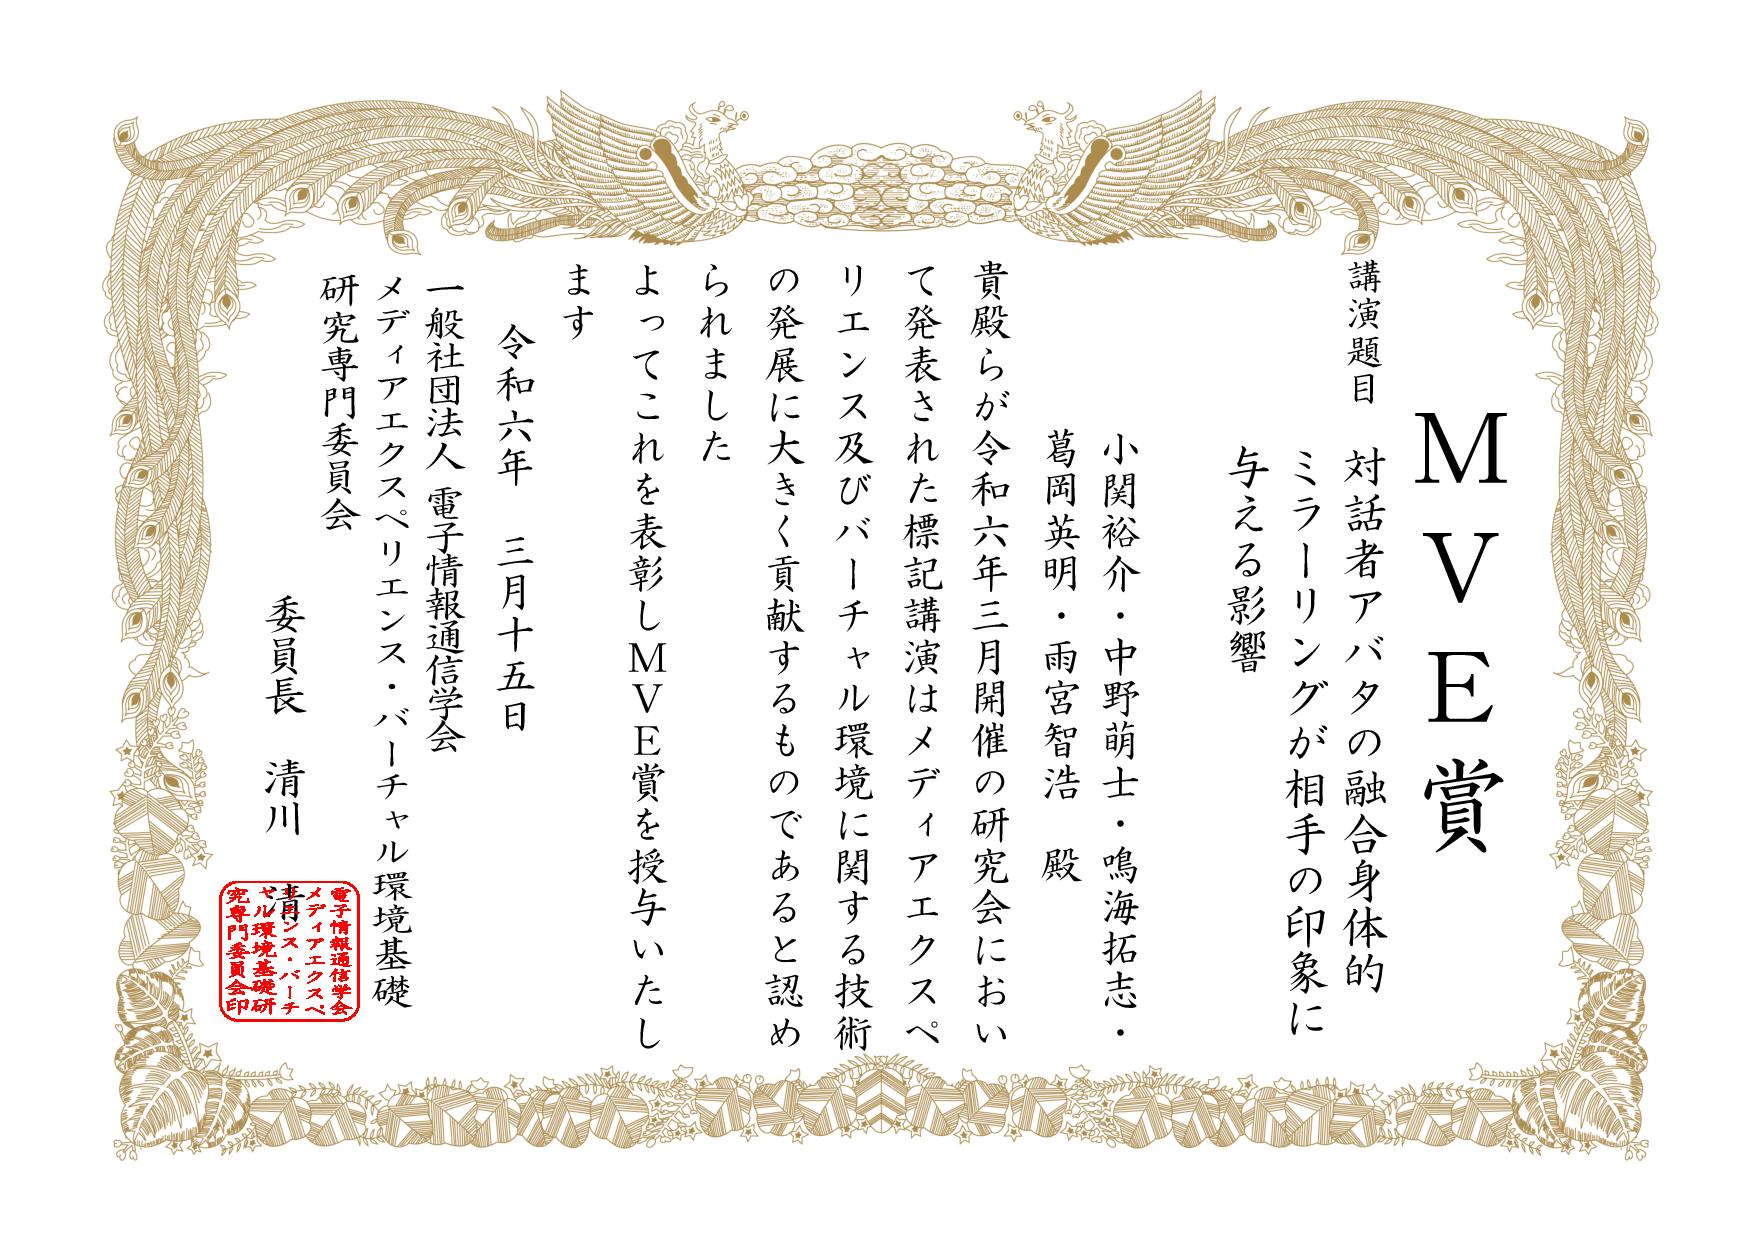 MVE賞
講演題目 対話者アバタの融合身体的
ミラーリングが相手の印象に
与える影響
小関裕介・中野萌士・鳴海拓志・
葛岡英明・雨宮智浩 殿
貴殿らが令和六年三月開催の研究会におい
て発表された標記講演はメディアエクスペ
リエンス及びバーチャル環境に関する技術
の発展に大きく貢献するものであると認め
られました
よってこれを表彰しMVE賞を授与いたし
ます
令和六年 三月十五日
一般社団法人 電子情報通信学会
メディアエクスペリエンス・バーチャル環境基礎
研究専門委員会
委員長 清川 清
電子情報通信学会
メディアエクスペ
リエンス・バーチ
ャル環境基礎研
究専門委員会印